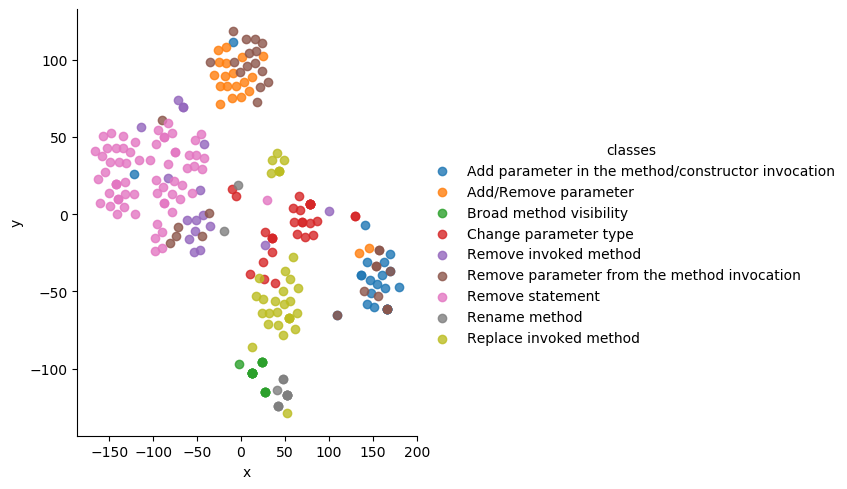 100
50
0
−50
−100
y
−150
−100
−50
0
50
100
150
200
x
classes
Add parameter in the method/constructor invocation
Add/Remove parameter
Broad method visibility
Change parameter type
Remove invoked method
Remove parameter from the method invocation
Remove statement
Rename method
Replace invoked method